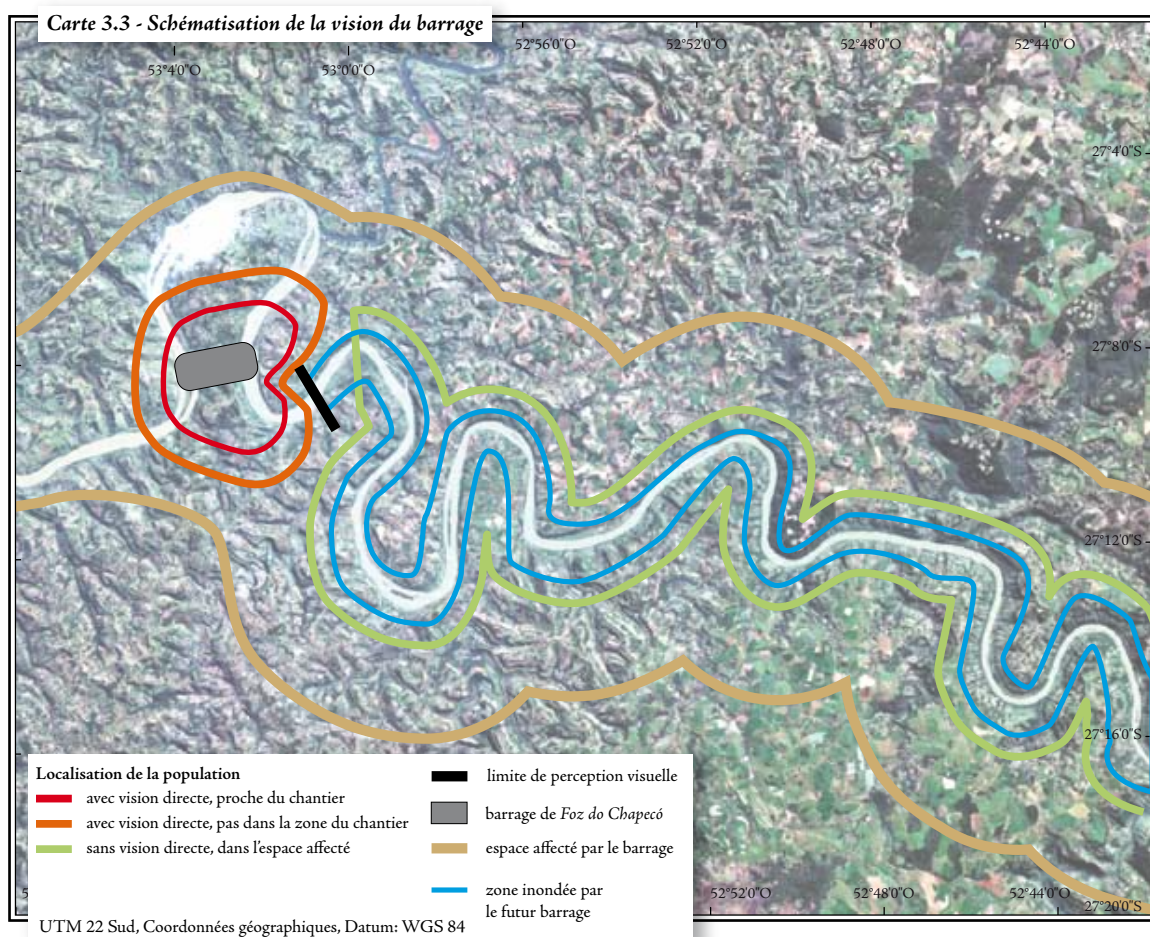 Carte 3.3 - Schématisation de la vision du barrage
52°56'0"O
52°52'0"O
52°48'0"O
52°44'0"O
53°4'0"O
53°0'0"O
27°4'0"S
27°8'0"S
27°12'0"S
27°16'0"S
Localisation de la population
avec vision directe, proche du chantier
avec vision directe, pas dans la zone du chantier
sans vision directe, dans l'espace affecté
limite de perception visuelle
barrage de Foz do Chapecó
espace affecté par le barrage
zone inondée par
le futur barrage
52°52'0"O
52°48'0"O
52°44'0"O
27°20'0"S
UTM 22 Sud, Coordonnées géographiques, Datum: WGS 84